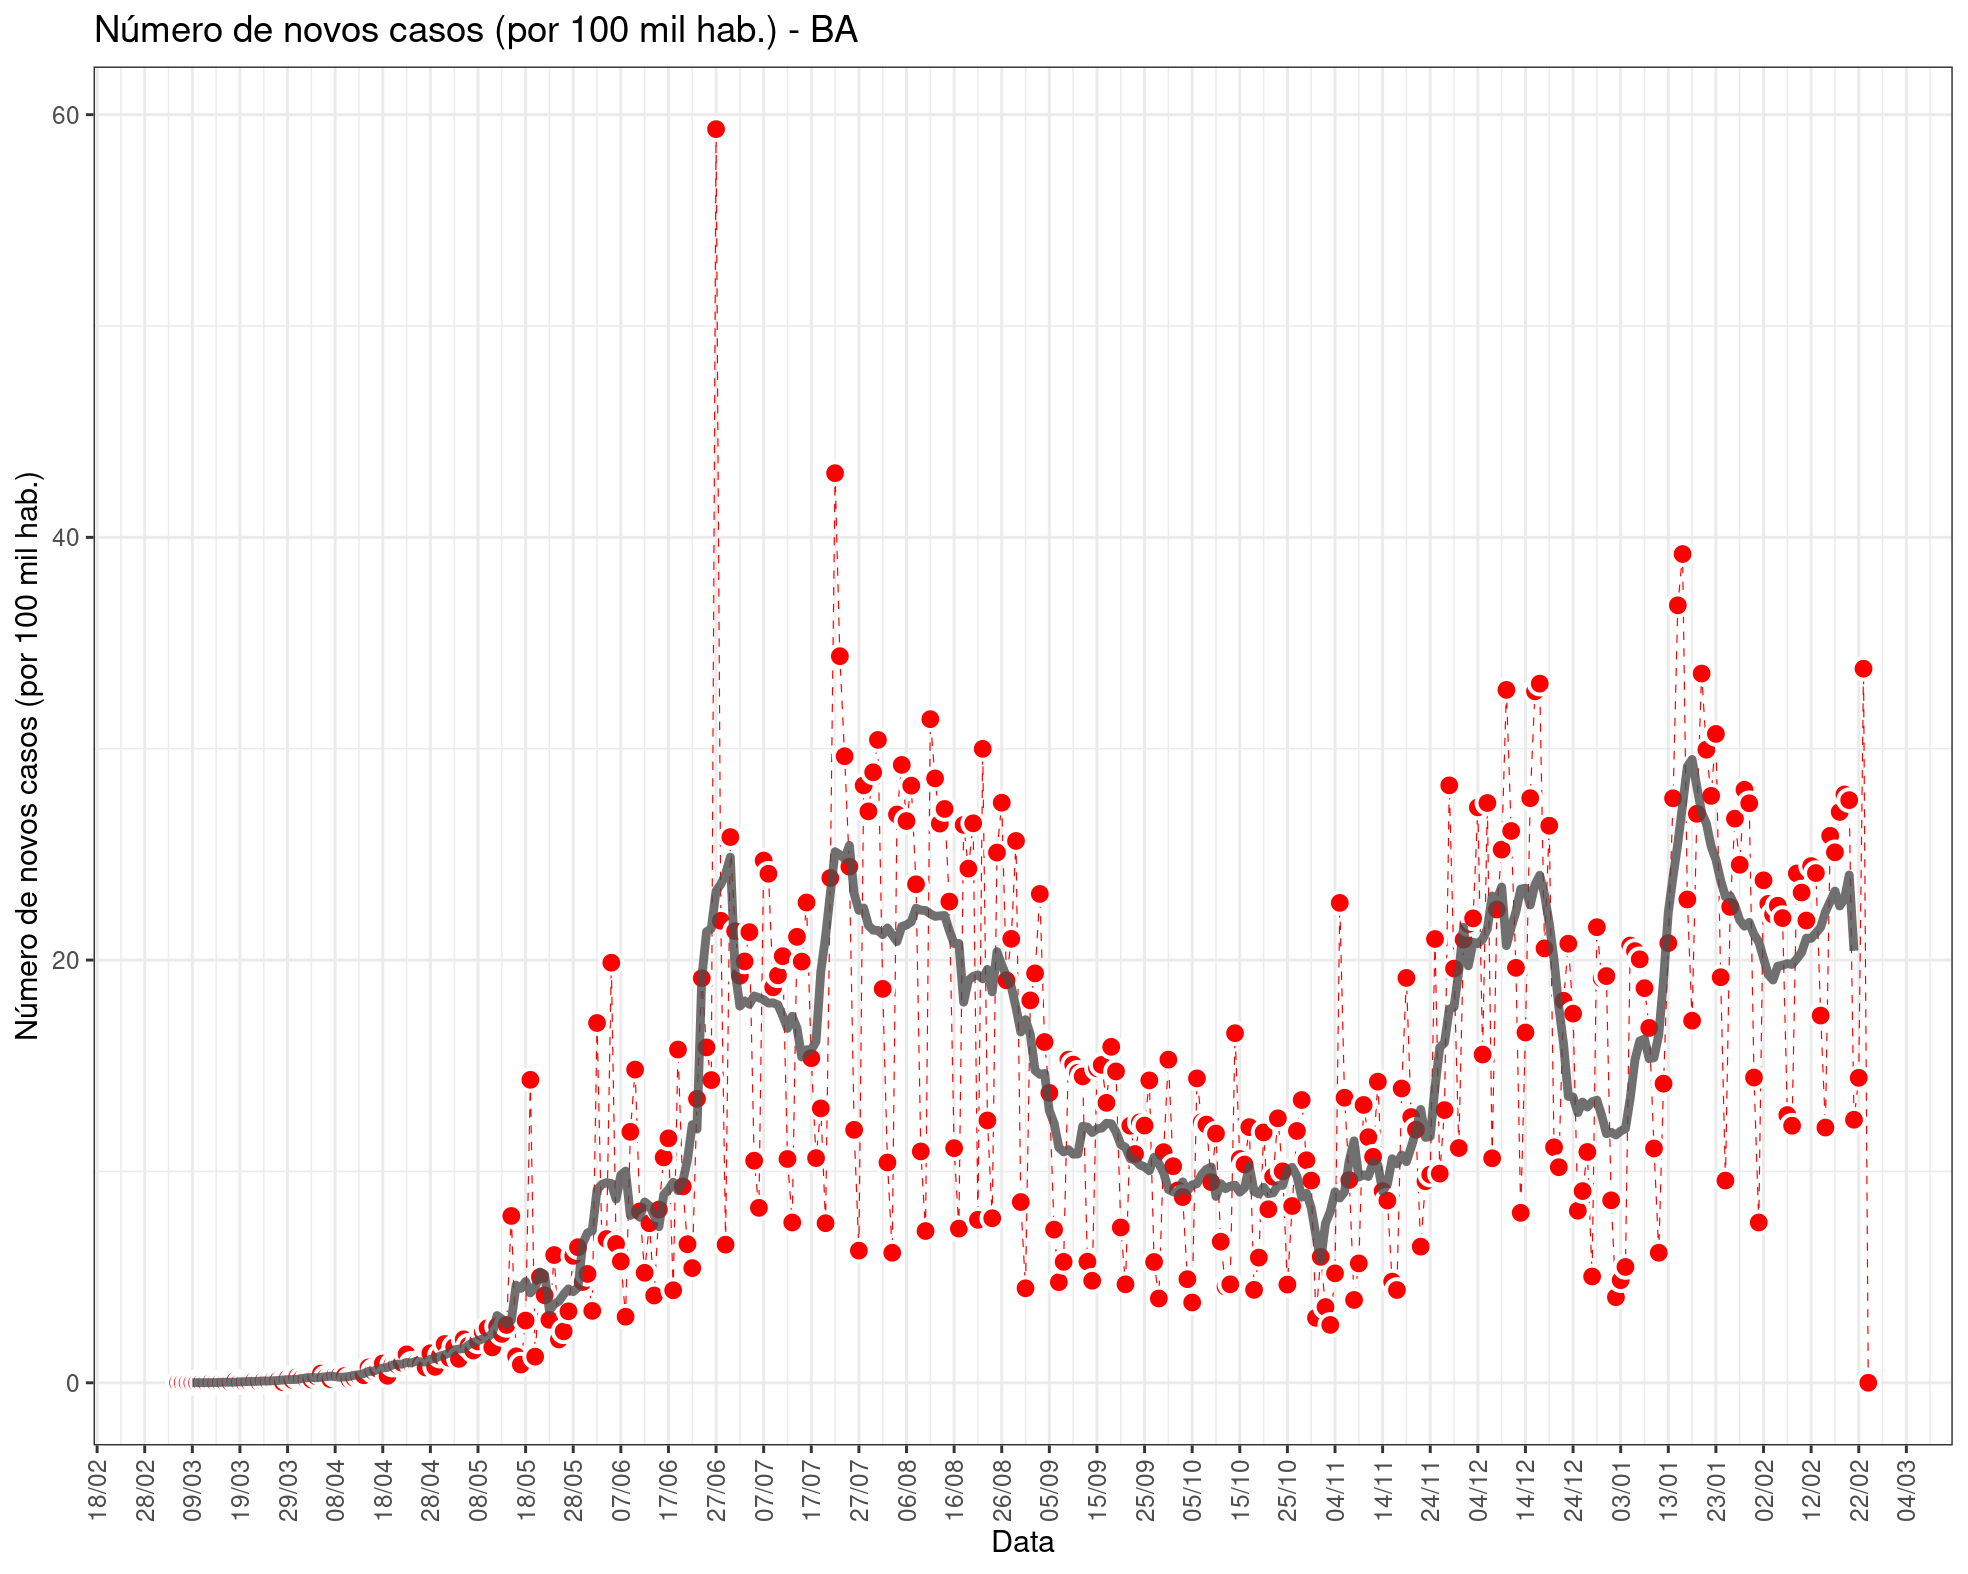 Número de novos casos (por 100 mil hab.) - BA
Número de novos casos (por 100 mil hab.)
60
40
20
0
18/02 28/02 09/03 19/03 29/03 08/04 18/04 28/04 08/05 18/05 28/05 07/06 17/06 27/06 07/07 17/07 27/07 06/08 16/08 26/08 05/09 15/09 25/09 05/10 15/10 25/10 04/11 14/11 24/11 04/12 14/12 24/12 03/01 13/01 23/01 02/02 12/02 22/02 04/03
Data